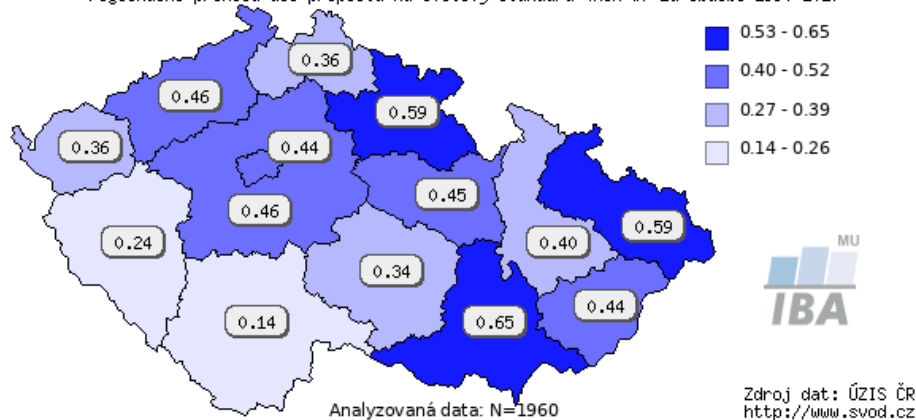 0.53 - 0.65
0.40 - 0.52
0.27 - 0.39
0.14 - 0.26
0.36
0.46
0.59
0.36
0.44
0.45
0.46
0.24
0.40
0.59
0.34
0.44
0.14
0.65
MU
IBA
Analyzovaná data: N=1960
Zdroj dat: ÚZIS ČR
http://www.svod.cz